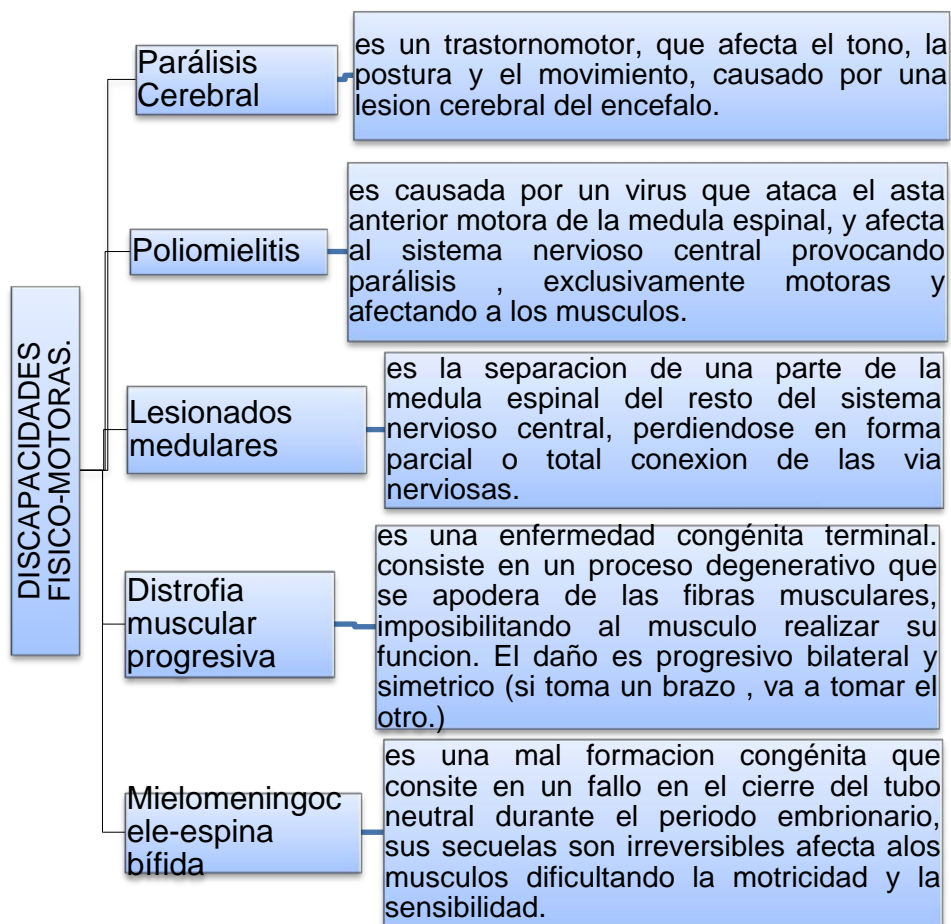 DISCAPACIDADES
FISICO-MOTORAS.
Parálisis
Cerebral
es un trastornomotor, que afecta el tono, la
postura y el movimiento, causado por una
lesion cerebral del encefalo.
Poliomielitis
es causada por un virus que ataca el asta
anterior motora de la medula espinal, y afecta
al sistema nervioso central provocando
parálisis , exclusivamente motoras y
afectando a los musculos.
Lesionados
medulares
es la separacion de una parte de la
medula espinal del resto del sistema
nervioso central, perdiendose en forma
parcial o total conexion de las via
nerviosas.
Distrofia
muscular
progresiva
es una enfermedad congénita terminal.
consiste en un proceso degenerativo que
se apodera de las fibras musculares,
imposibilitando al musculo realizar su
funcion. El daño es progresivo bilateral y
simetrico (si toma un brazo , va a tomar el
otro.)
Mielomeningoc
ele-espina
bífida
es una mal formacion congénita que
consite en un fallo en el cierre del tubo
neutral durante el periodo embrionario,
sus secuelas son irreversibles afecta alos
musculos dificultando la motricidad y la
sensibilidad.